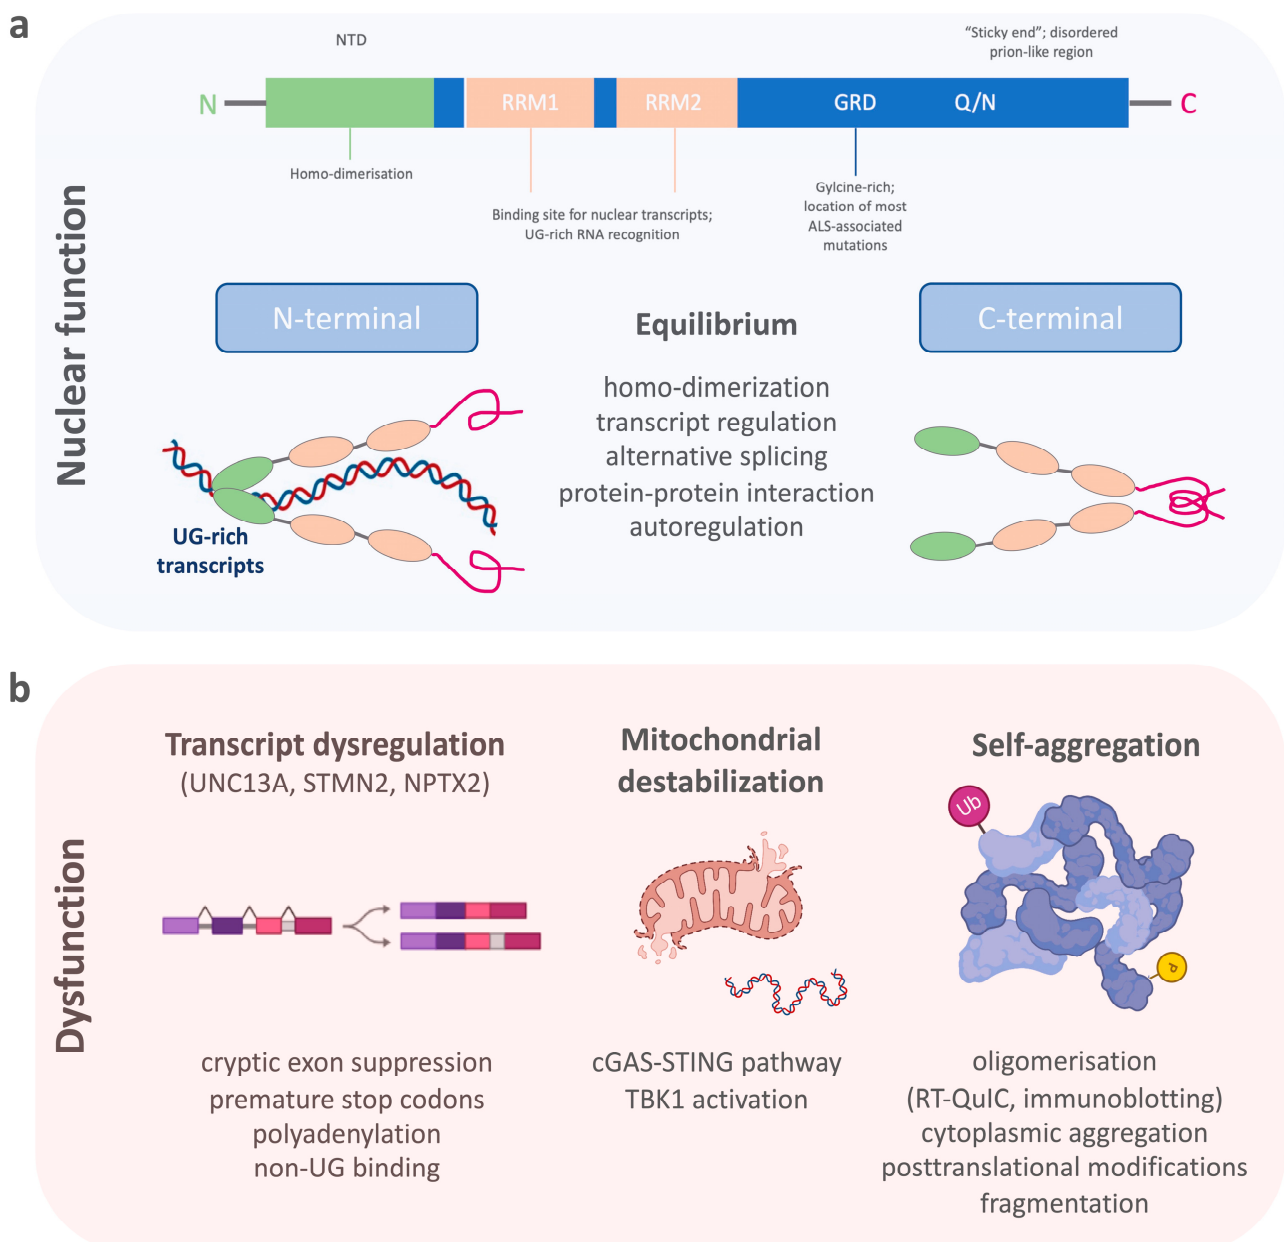 a
Nuclear function
NTD
"Sticky end"; disordered
prion-like region
N
RRM1
RRM2
GRD
Q/N
C
Homo-dimerisation
Binding site for nuclear transcripts;
UG-rich RNA recognition
Gylcine-rich;
location of most
ALS-associated
mutations
N-terminal
Equilibrium
C-terminal
homo-dimerization
transcript regulation
alternative splicing
protein-protein interaction
autoregulation
UG-rich
transcripts
b
Dysfunction
Transcript dysregulation
(UNC13A, STMN2, NPTX2)
Mitochondrial
destabilization
Self-aggregation
Ub
P
cryptic exon suppression
premature stop codons
polyadenylation
non-UG binding
cGAS-STING pathway
TBK1 activation
oligomerisation
(RT-QuIC, immunoblotting)
cytoplasmic aggregation
posttranslational modifications
fragmentation